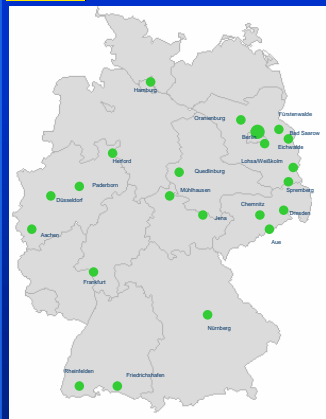 Hamburg
Oranienburg
Fürstenwalde
Berlin
Bad Saarow
Eichwalde
Herford
Lohsa/Weißkolm
Quedlinburg
Paderborn
Mühlhausen
Spremberg
Düsseldorf
Chemnitz
Jena
Dresden
Aachen
Aue
Frankfurt
Nürnberg
Rheinfelden
Friedrichshafen